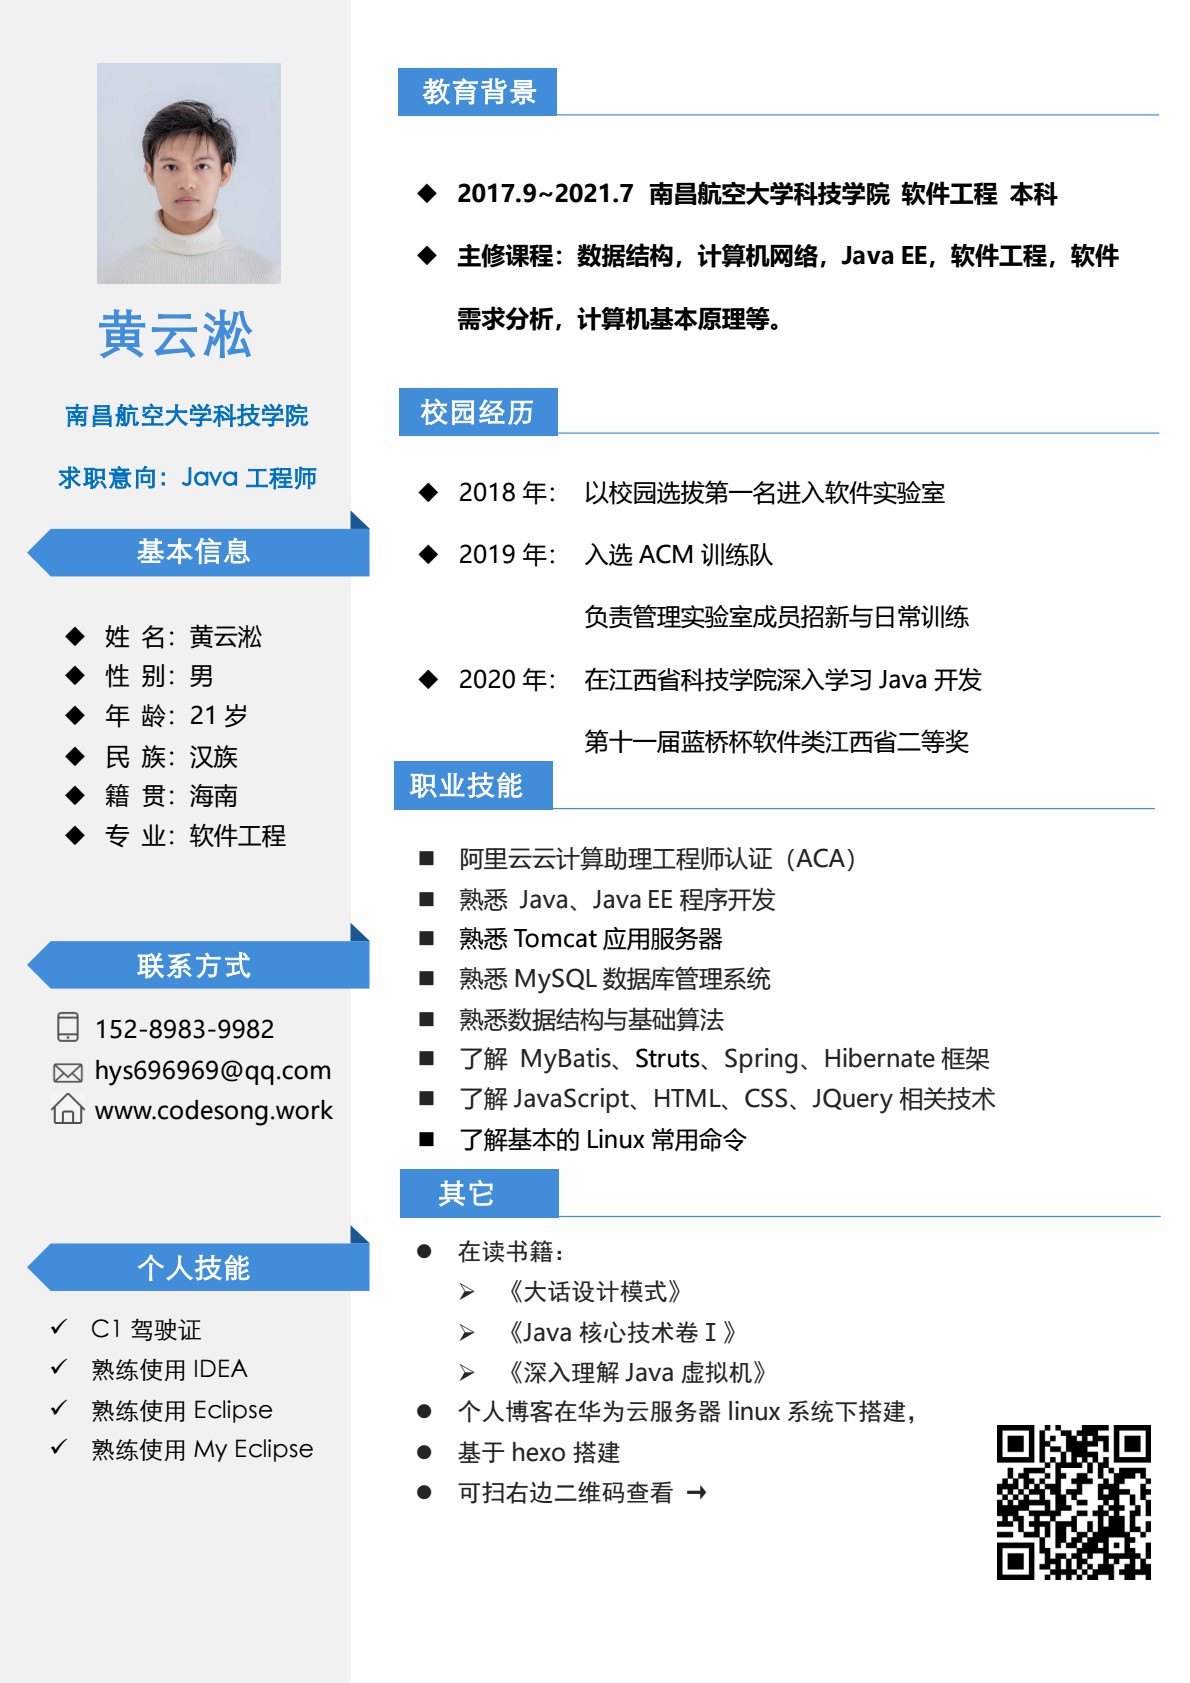 黄云淞
南昌航空大学科技学院
求职意向：Java 工程师
基本信息
姓 名：黄云淞
性 别：男
年 龄：21 岁
民 族：汉族
籍 贯：海南
专 业：软件工程
联系方式
152-8983-9982
hys696969@qq.com
www.codesong.work
个人技能
C1 驾驶证
熟练使用 IDEA
熟练使用 Eclipse
熟练使用 My Eclipse
教育背景
2017.9~2021.7 南昌航空大学科技学院 软件工程 本科
主修课程：数据结构，计算机网络，Java EE，软件工程，软件
需求分析，计算机基本原理等。
校园经历
2018 年： 以校园选拔第一名进入软件实验室
2019 年： 入选 ACM 训练队
负责管理实验室成员招新与日常训练
2020 年： 在江西省科技学院深入学习 Java 开发
第十一届蓝桥杯软件类江西省二等奖
职业技能
阿里云云计算助理工程师认证（ACA）
熟悉 Java、Java EE 程序开发
熟悉 Tomcat 应用服务器
熟悉 MySQL 数据库管理系统
熟悉数据结构与基础算法
了解 MyBatis、Struts、Spring、Hibernate 框架
了解 JavaScript、HTML、CSS、JQuery 相关技术
了解基本的 Linux 常用命令
其它
在读书籍：
《大话设计模式》
《Java 核心技术卷 I 》
《深入理解 Java 虚拟机》
个人博客在华为云服务器 linux 系统下搭建，
基于 hexo 搭建
可扫右边二维码查看 →